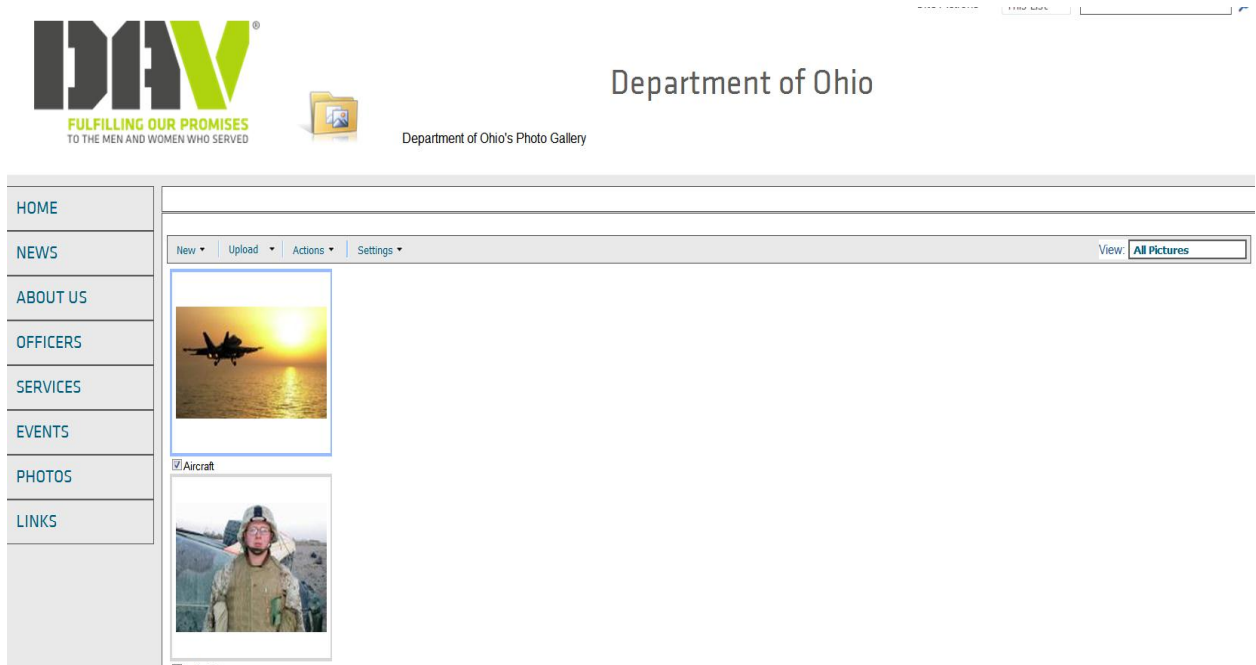 DAV®
FULFILLING OUR PROMISES
TO THE MEN AND WOMEN WHO SERVED
Department of Ohio
Department of Ohio's Photo Gallery
HOME
NEWS
ABOUT US
OFFICERS
SERVICES
EVENTS
PHOTOS
LINKS
New Upload Actions Settings View: All Pictures
Aircraft